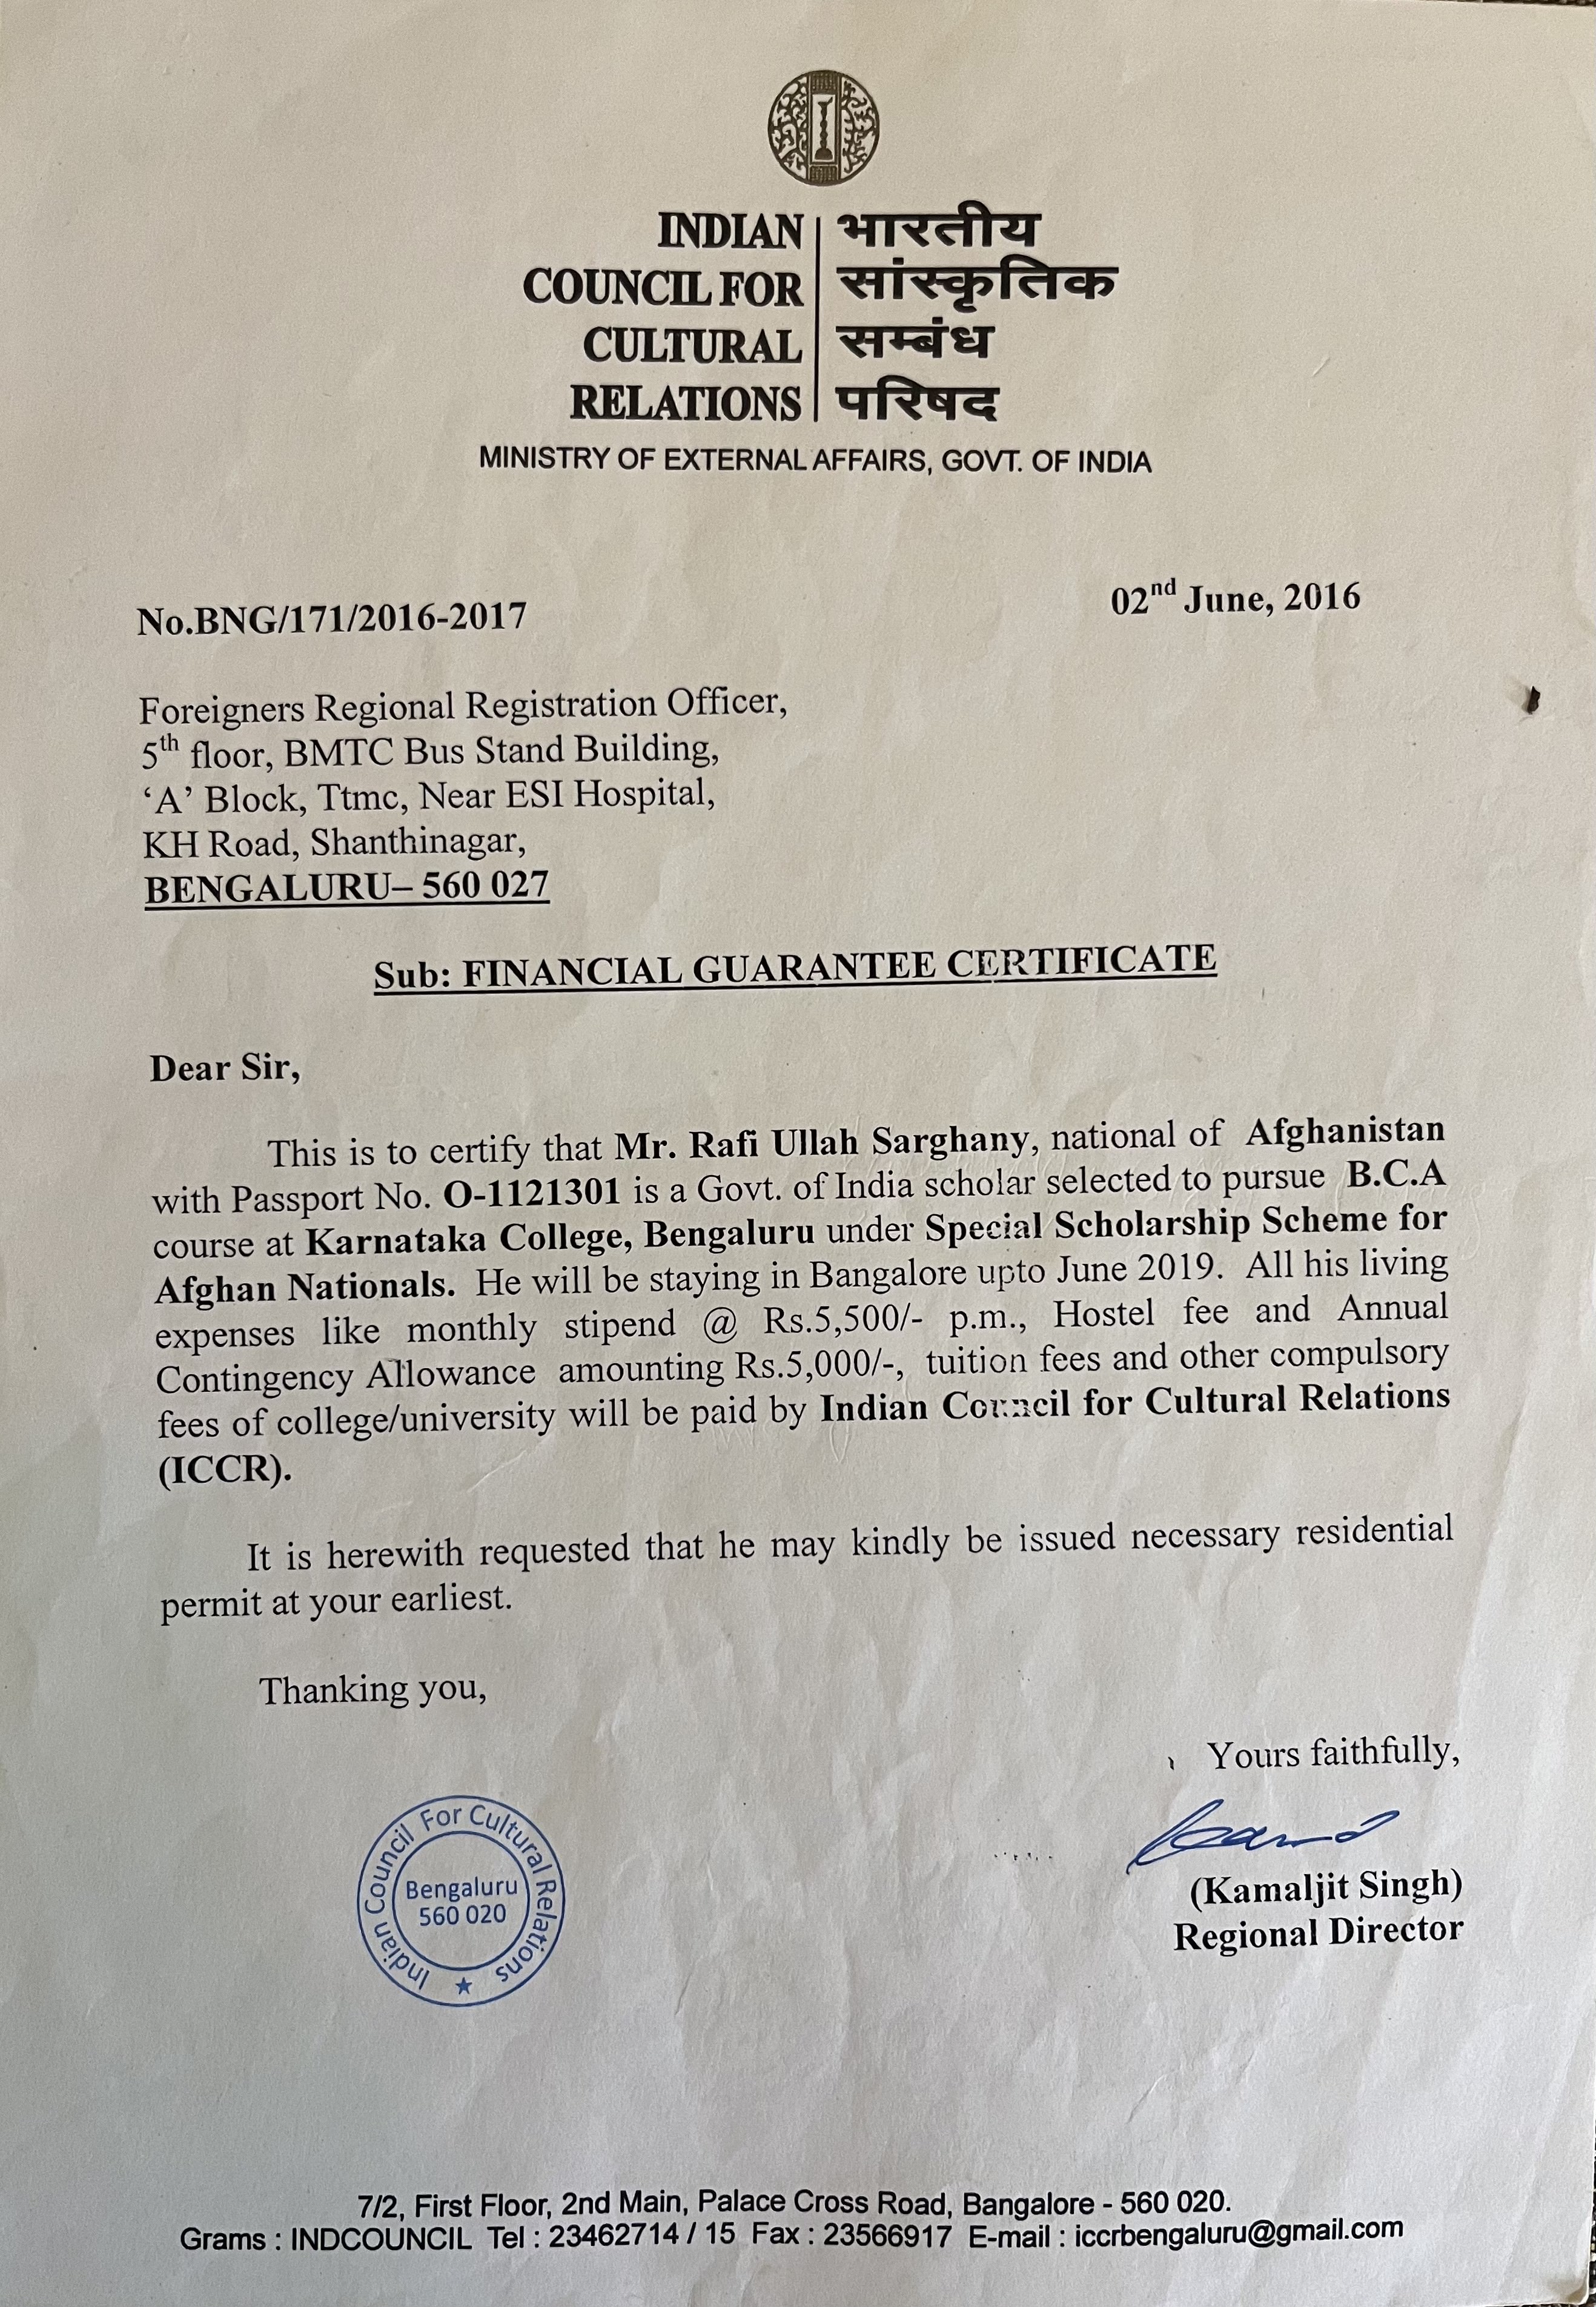 INDIAN
COUNCIL FOR
CULTURAL
RELATIONS
भारतीय
सांस्कृतिक
सम्बंध
परिषद
MINISTRY OF EXTERNAL AFFAIRS, GOVT. OF INDIA
No.BNG/171/2016-2017
02nd June, 2016
Foreigners Regional Registration Officer,
5th floor, BMTC Bus Stand Building,
‘A’ Block, Ttmc, Near ESI Hospital,
KH Road, Shanthinagar,
BENGALURU– 560 027
Sub: FINANCIAL GUARANTEE CERTIFICATE
Dear Sir,
This is to certify that Mr. Rafi Ullah Sarghany, national of Afghanistan
with Passport No. O-1121301 is a Govt. of India scholar selected to pursue B.C.A
course at Karnataka College, Bengaluru under Special Scholarship Scheme for
Afghan Nationals. He will be staying in Bangalore upto June 2019. All his living
expenses like monthly stipend @ Rs.5,500/- p.m., Hostel fee and Annual
Contingency Allowance amounting Rs.5,000/-, tuition fees and other compulsory
fees of college/university will be paid by Indian Council for Cultural Relations
(ICCR).
It is herewith requested that he may kindly be issued necessary residential
permit at your earliest.
Thanking you,
Yours faithfully,
(Kamaljit Singh)
Regional Director
Indian Council For Cultural Relations
Bengaluru
560 020
7/2, First Floor, 2nd Main, Palace Cross Road, Bangalore - 560 020.
Grams : INDCOUNCIL Tel : 23462714 / 15 Fax : 23566917 E-mail : iccrbengaluru@gmail.com